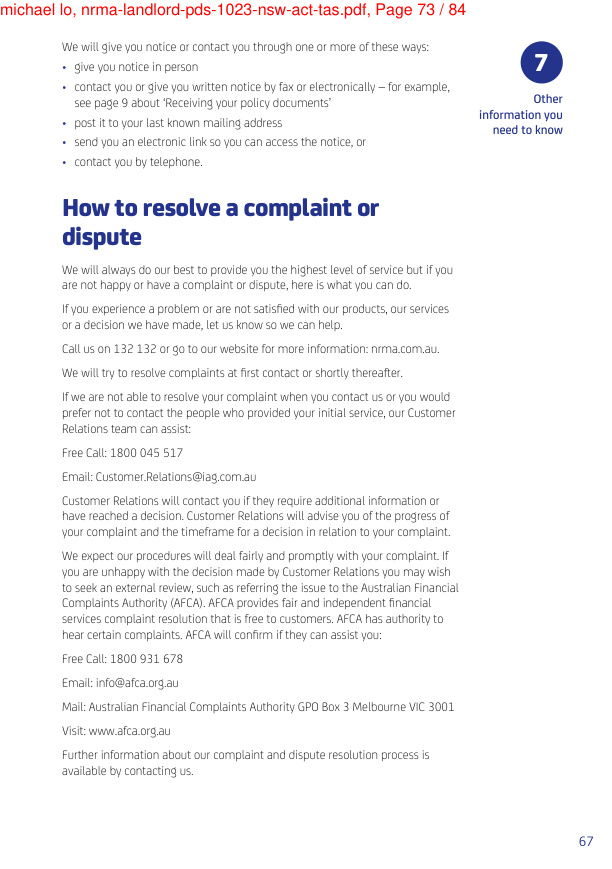 michael lo, nrma-landlord-pds-1023-nsw-act-tas.pdf, Page 73 / 84
We will give you notice or contact you through one or more of these ways:
• give you notice in person
• contact you or give you written notice by fax or electronically – for example,
see page 9 about ‘Receiving your policy documents’
• post it to your last known mailing address
• send you an electronic link so you can access the notice, or
• contact you by telephone.
7
Other
information you
need to know
How to resolve a complaint or
dispute
We will always do our best to provide you the highest level of service but if you
are not happy or have a complaint or dispute, here is what you can do.
If you experience a problem or are not satisfied with our products, our services
or a decision we have made, let us know so we can help.
Call us on 132 132 or go to our website for more information: nrma.com.au.
We will try to resolve complaints at first contact or shortly thereafter.
If we are not able to resolve your complaint when you contact us or you would
prefer not to contact the people who provided your initial service, our Customer
Relations team can assist:
Free Call: 1800 045 517
Email: Customer.Relations@iag.com.au
Customer Relations will contact you if they require additional information or
have reached a decision. Customer Relations will advise you of the progress of
your complaint and the timeframe for a decision in relation to your complaint.
We expect our procedures will deal fairly and promptly with your complaint. If
you are unhappy with the decision made by Customer Relations you may wish
to seek an external review, such as referring the issue to the Australian Financial
Complaints Authority (AFCA). AFCA provides fair and independent financial
services complaint resolution that is free to customers. AFCA has authority to
hear certain complaints. AFCA will confirm if they can assist you:
Free Call: 1800 931 678
Email: info@afca.org.au
Mail: Australian Financial Complaints Authority GPO Box 3 Melbourne VIC 3001
Visit: www.afca.org.au
Further information about our complaint and dispute resolution process is
available by contacting us.
67